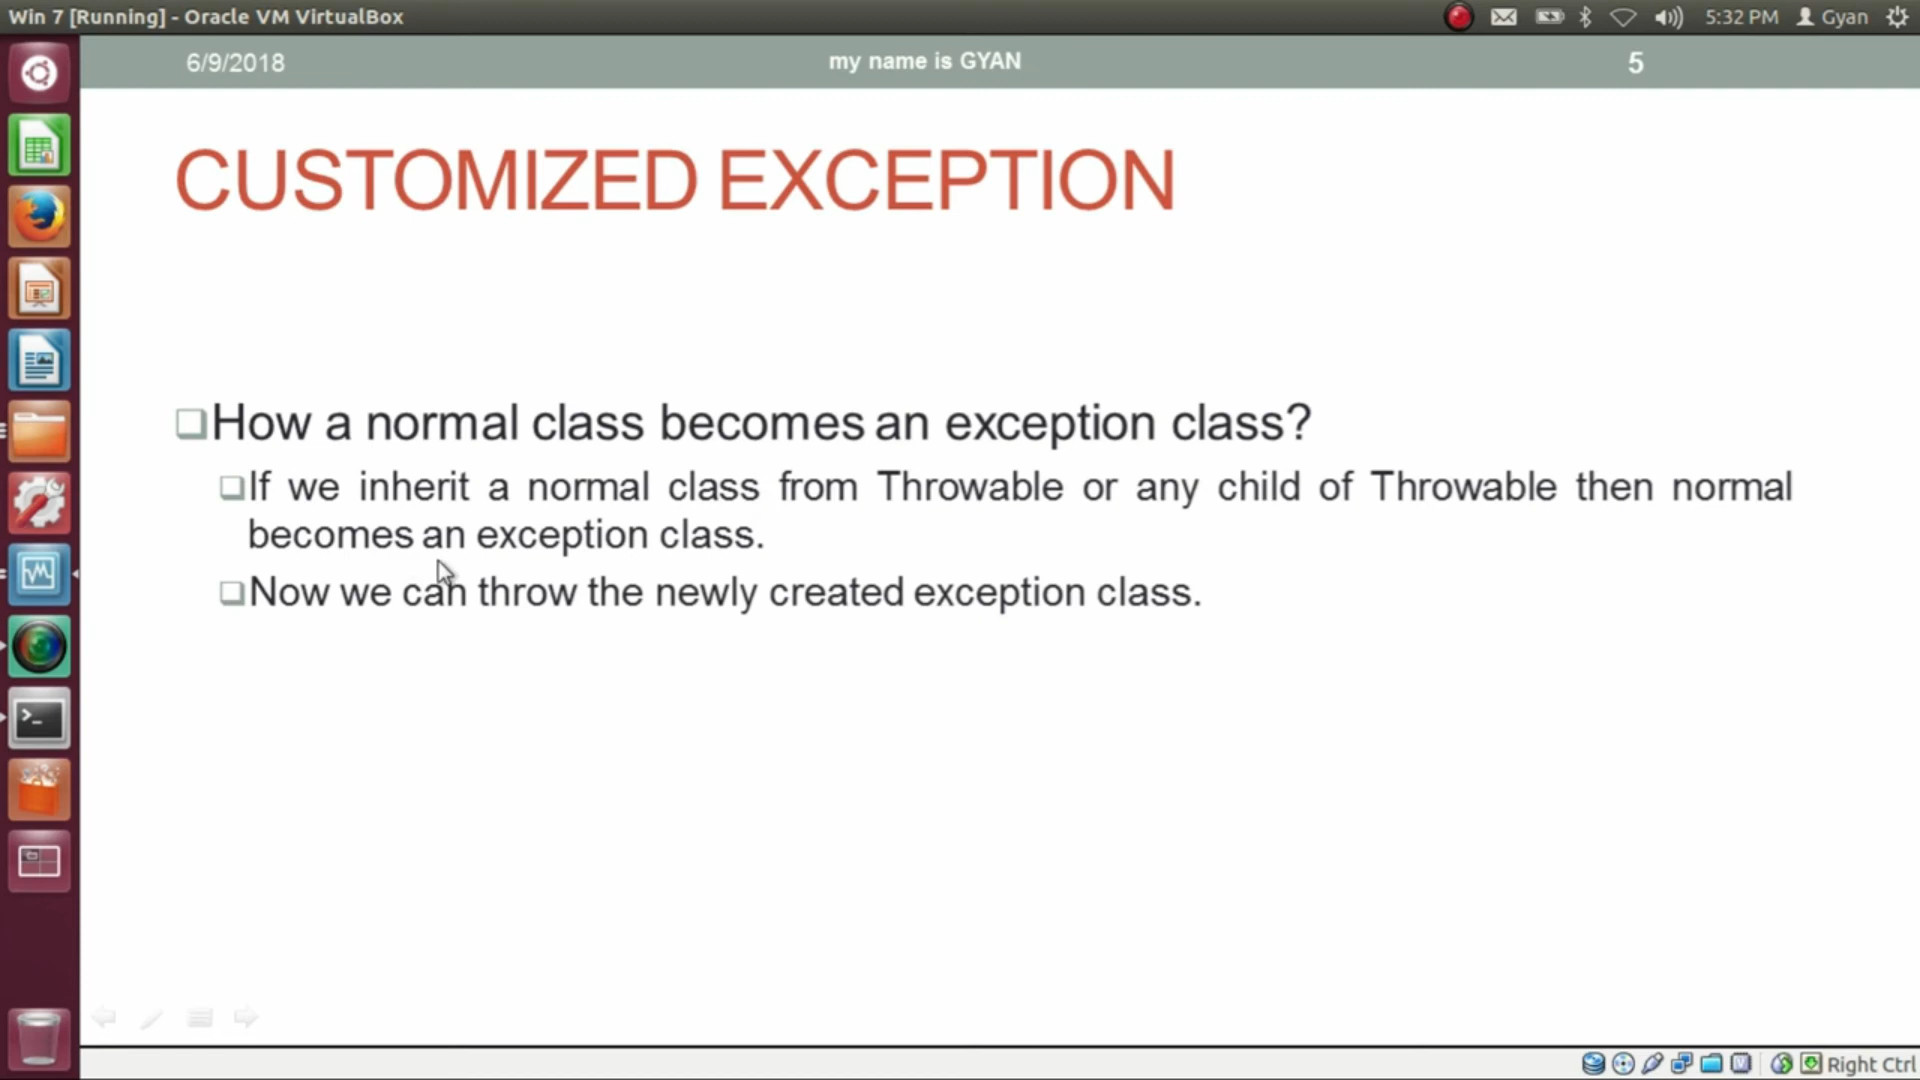 Win 7 [Running] - Oracle VM VirtualBox
5:32 PM
Gyan
6/9/2018
my name is GYAN
5
CUSTOMIZED EXCEPTION
How a normal class becomes an exception class?
If we inherit a normal class from Throwable or any child of Throwable then normal
becomes an exception class.
Now we can throw the newly created exception class.
Right Ctrl